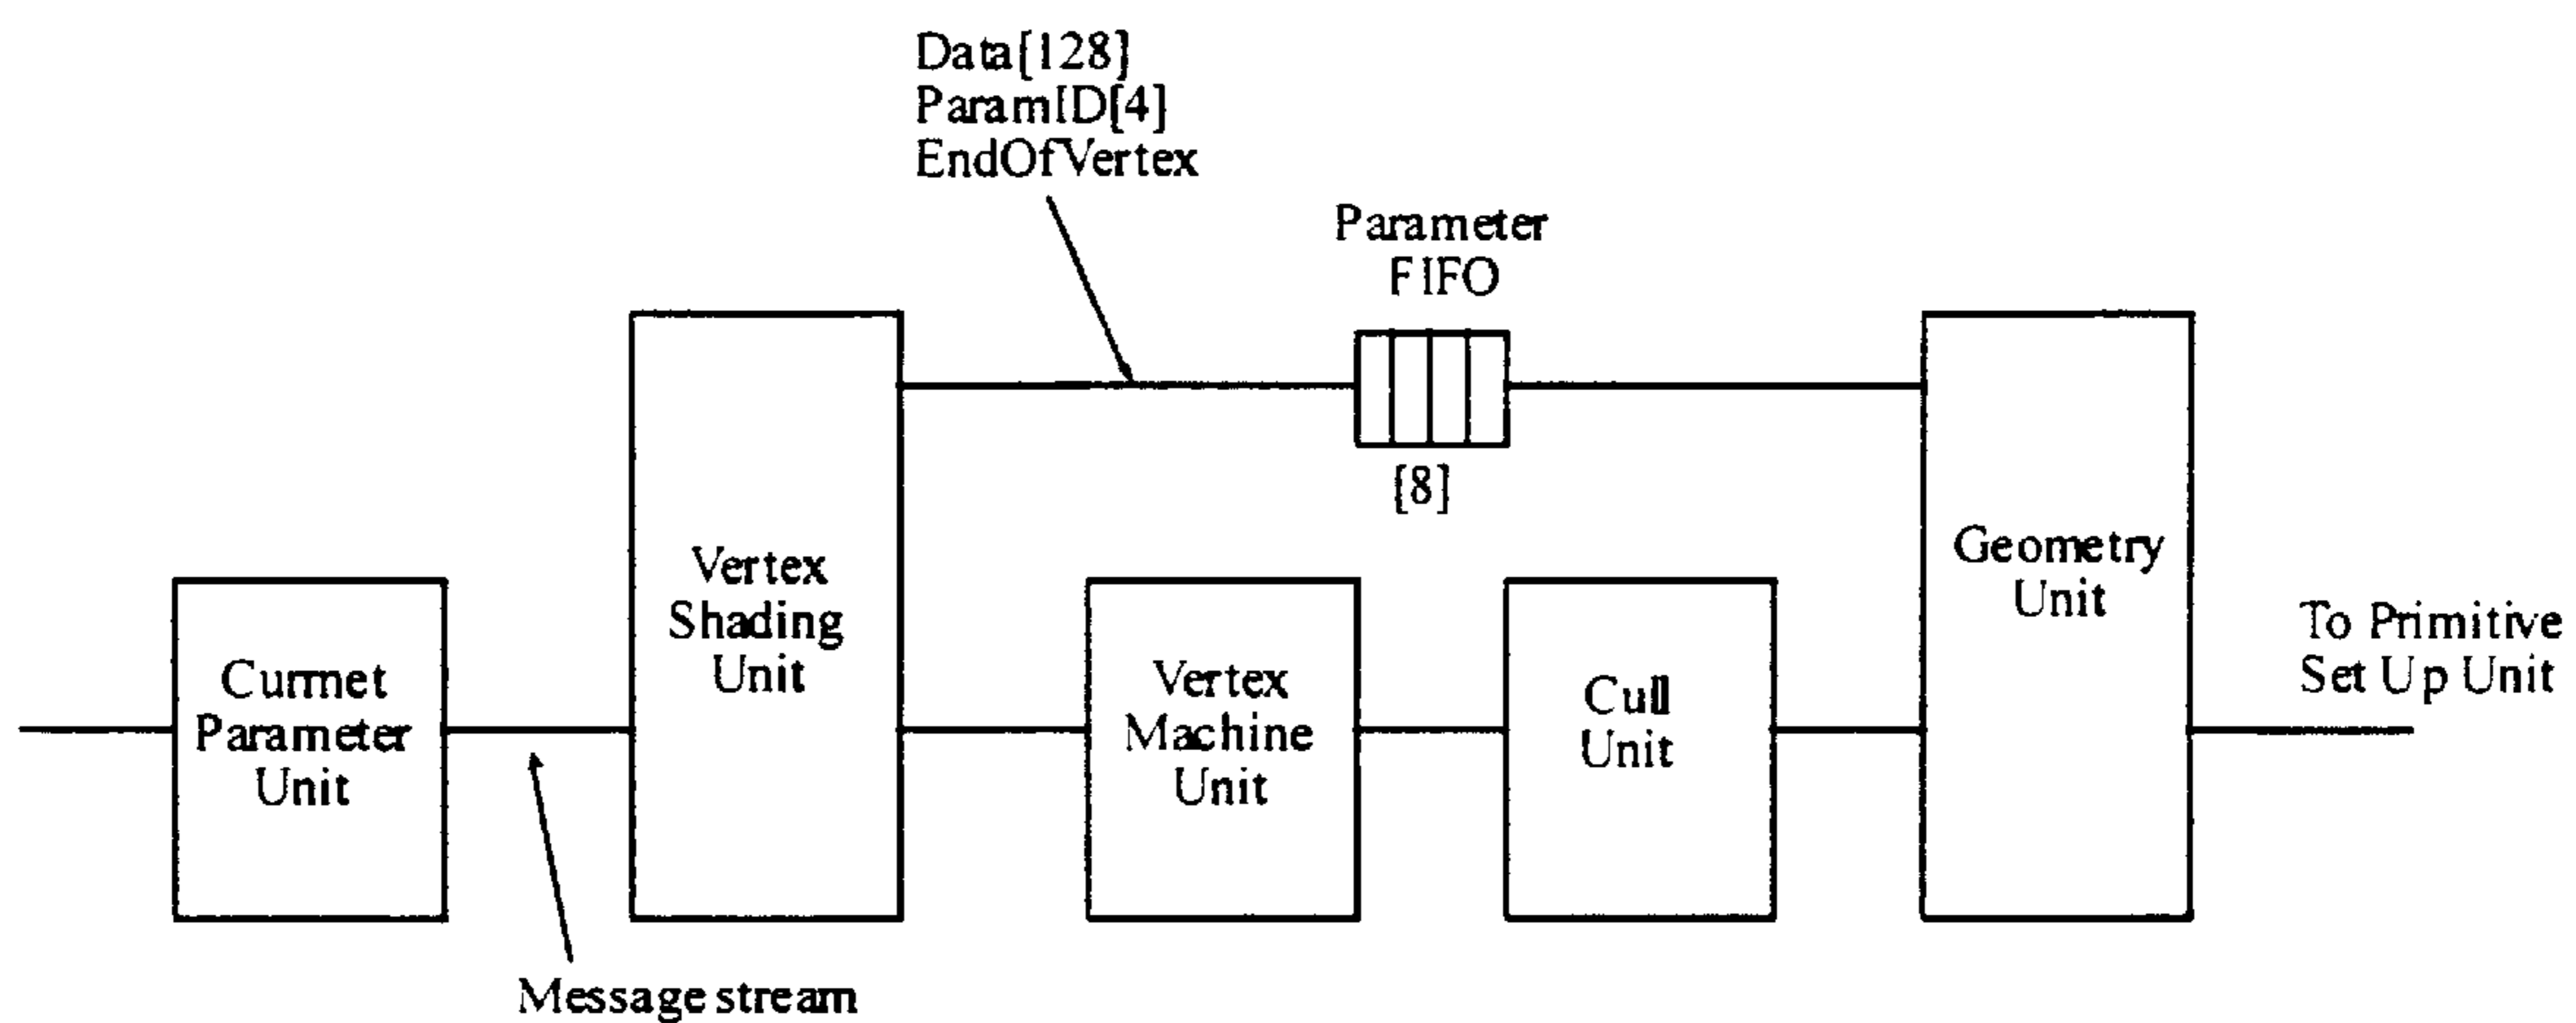 Data[128]
ParamID[4]
EndOfVertex
Parameter
FIFO
[8]
Vertex
Shading
Unit
Geometry
Unit
Curmet
Parameter
Unit
Vertex
Machine
Unit
Cull
Unit
To Primitive
Set Up Unit
Message stream